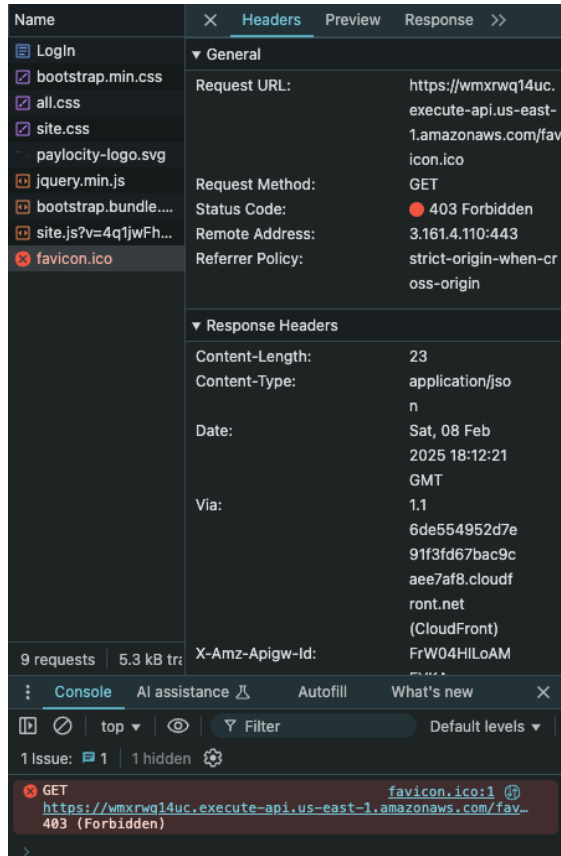 Name
Headers Preview Response
LogIn
bootstrap.min.css
all.css
site.css
paylocity-logo.svg
jquery.min.js
bootstrap.bundle....
site.js?v=4q1jwFh...
favicon.ico
General
Request URL:
https://wmxrwq14uc.
execute-api.us-east-
1.amazonaws.com/fav
icon.ico
Request Method:
GET
Status Code:
403 Forbidden
Remote Address:
3.161.4.110:443
Referrer Policy:
strict-origin-when-cr
oss-origin
Response Headers
Content-Length:
23
Content-Type:
application/jso
n
Date:
Sat, 08 Feb
2025 18:12:21
GMT
Via:
1.1
6de554952d7e
91f3fd67bac9c
aee7af8.cloudf
ront.net
(CloudFront)
X-Amz-Apigw-Id:
FrW04HILoAM
9 requests 5.3 kB tra
Console AI assistance Autofill What's new
top Filter Default levels
1 Issue: 1 1 hidden
GET favicon.ico:1
https://wmxrwq14uc.execute-api.us-east-1.amazonaws.com/fav…
403 (Forbidden)